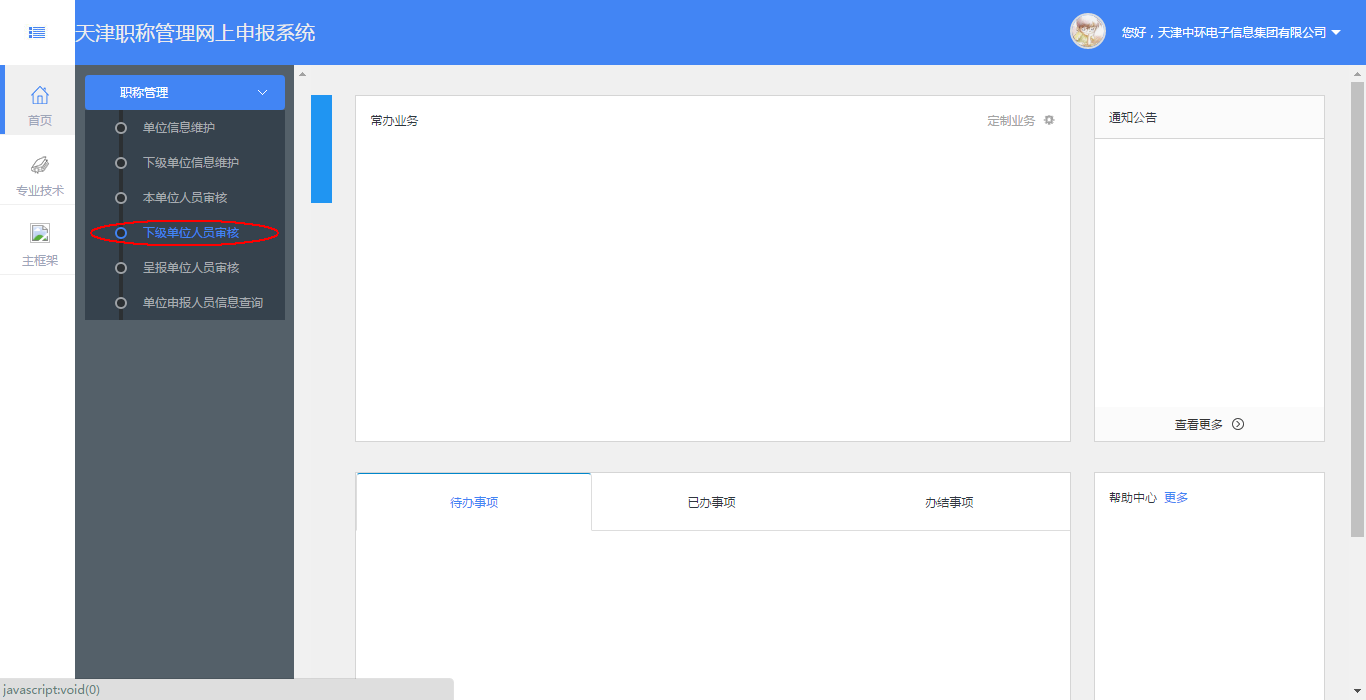 天津职称管理网上申报系统
您好，天津中环电子信息集团有限公司
首页
专业技术
主框架
职称管理
单位信息维护
下级单位信息维护
本单位人员审核
下级单位人员审核
呈报单位人员审核
单位申报人员信息查询
常办业务
定制业务
通知公告
查看更多
待办事项
已办事项
办结事项
帮助中心 更多
javascript:void(0)